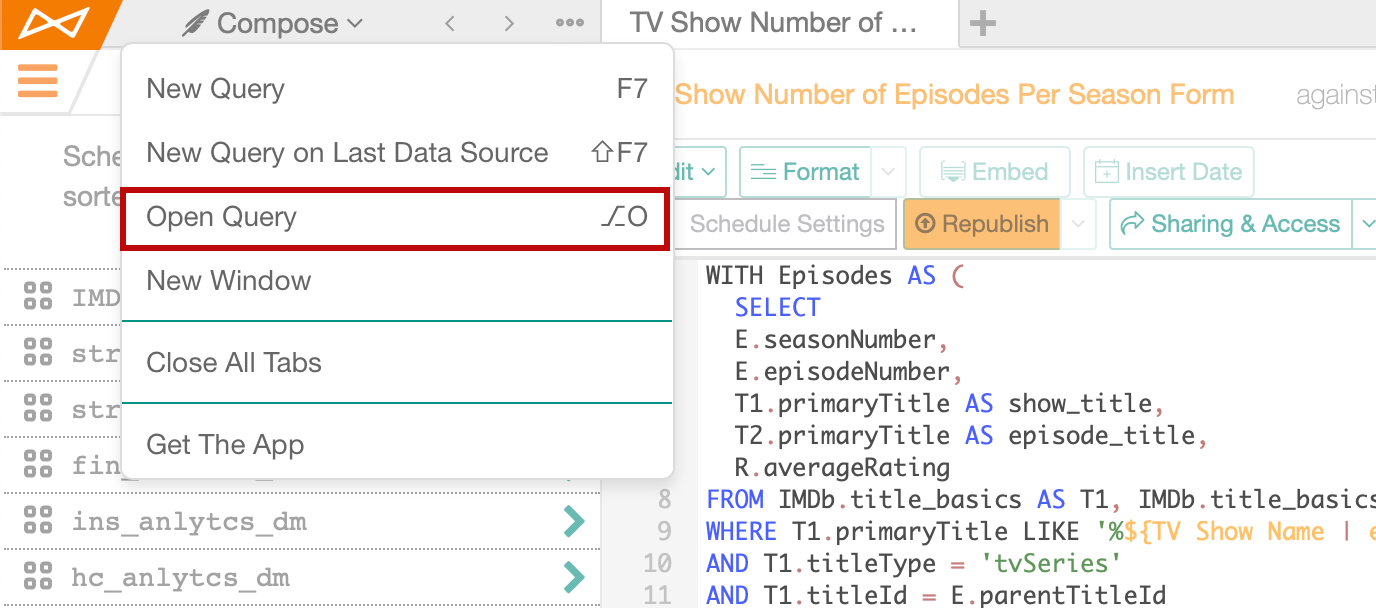 Compose
TV Show Number of ...
New Query F7
New Query on Last Data Source ⇧F7
Open Query ⌥O
New Window
Close All Tabs
Get The App
Show Number of Episodes Per Season Form against
Format
Embed
Insert Date
Schedule Settings
Republish
Sharing & Access
Sche
sorte
IMD
str
str
fin
ins_anlytcs_dm
hc_anlytcs_dm
WITH Episodes AS (
SELECT
E.seasonNumber,
E.episodeNumber,
T1.primaryTitle AS show_title,
T2.primaryTitle AS episode_title,
R.averageRating
8 FROM IMDb.title_basics AS T1, IMDb.title_basics
9 WHERE T1.primaryTitle LIKE '%${TV Show Name | e
10 AND T1.titleType = 'tvSeries'
11 AND T1.titleId = E.parentTitleId